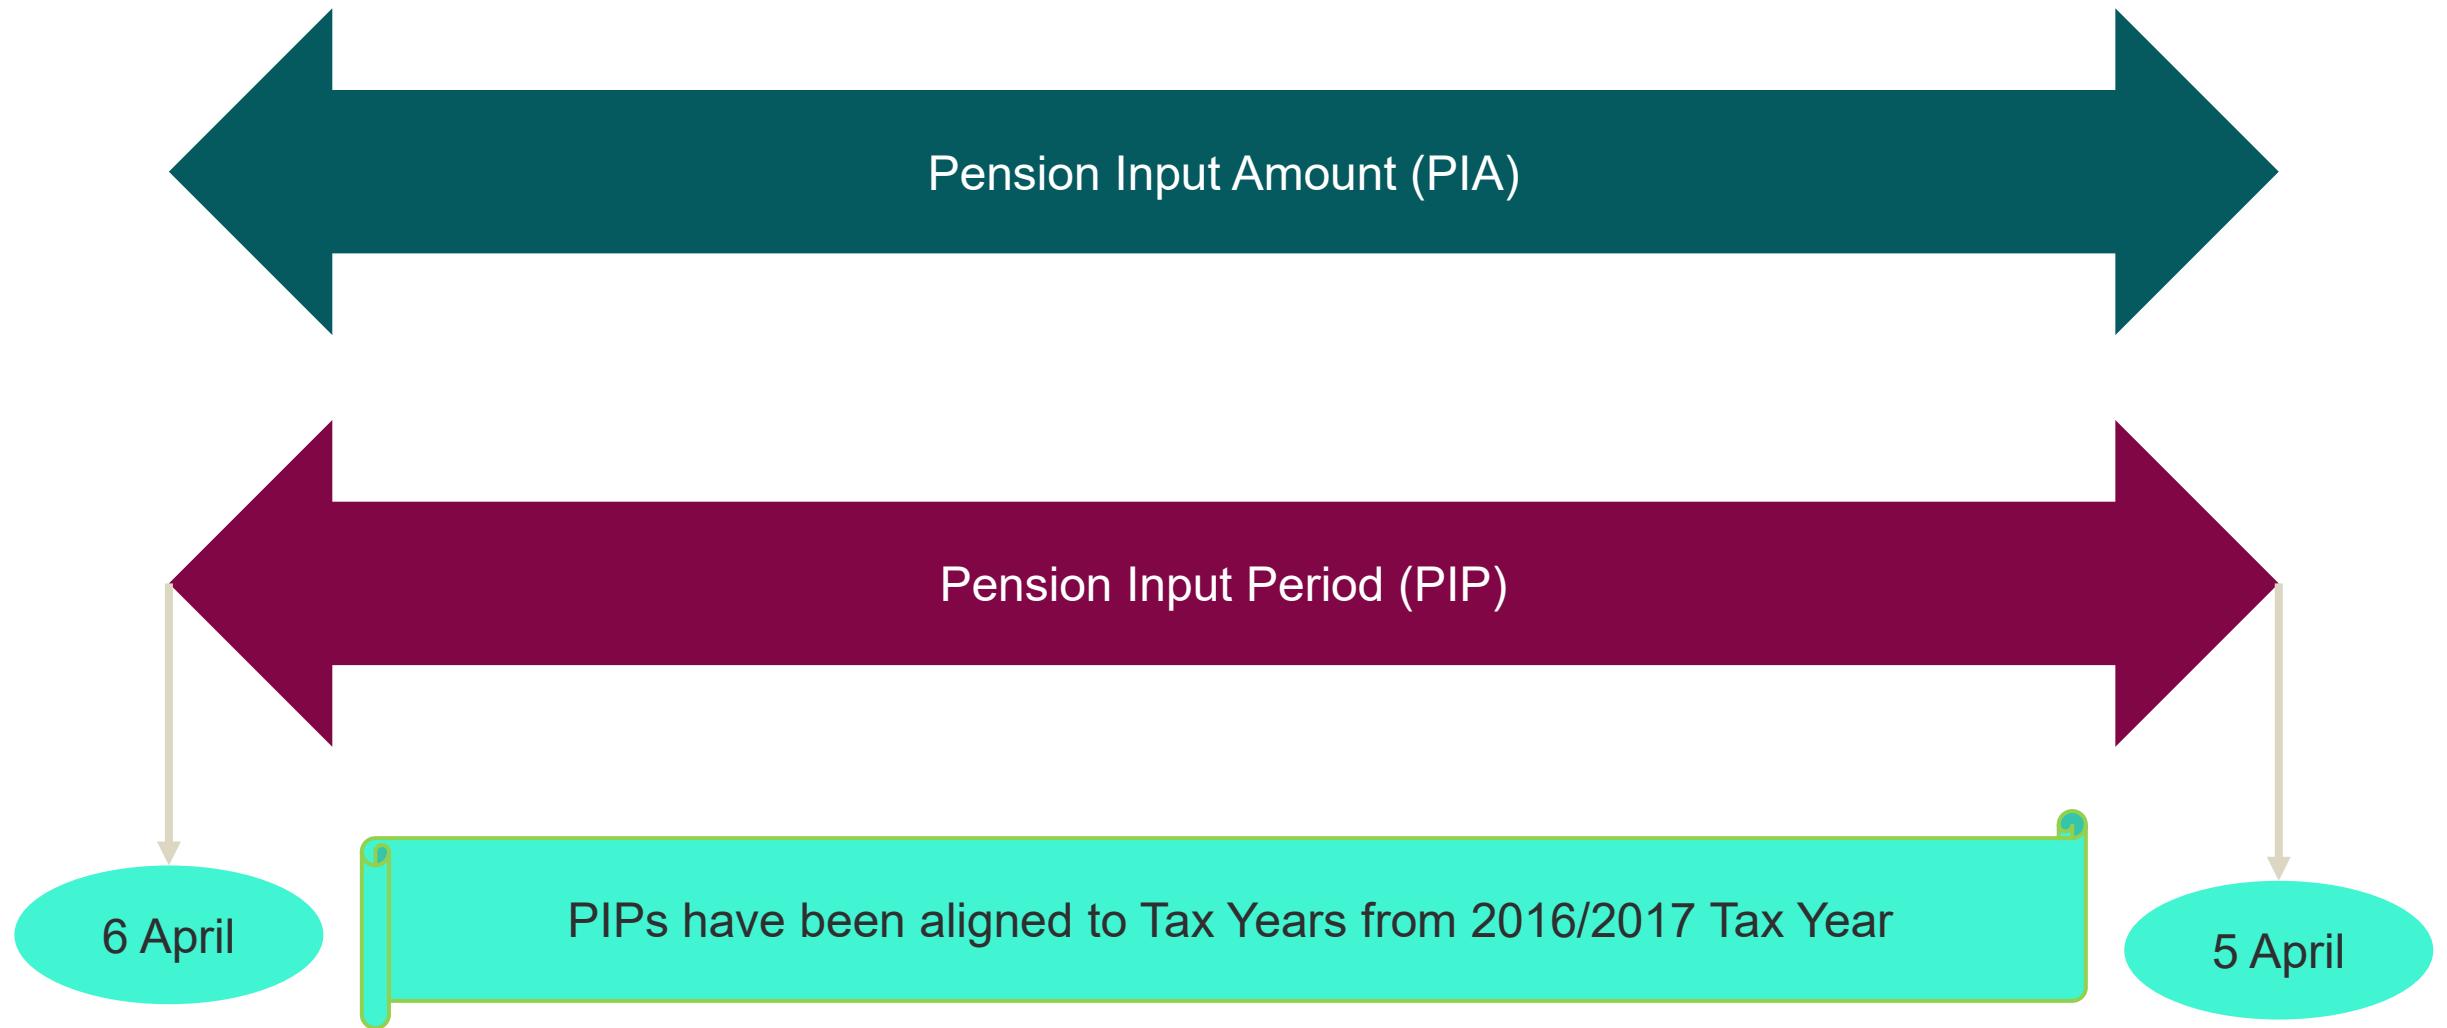 Pension Input Amount (PIA)
Pension Input Period (PIP)
6 April
PIPs have been aligned to Tax Years from 2016/2017 Tax Year
5 April